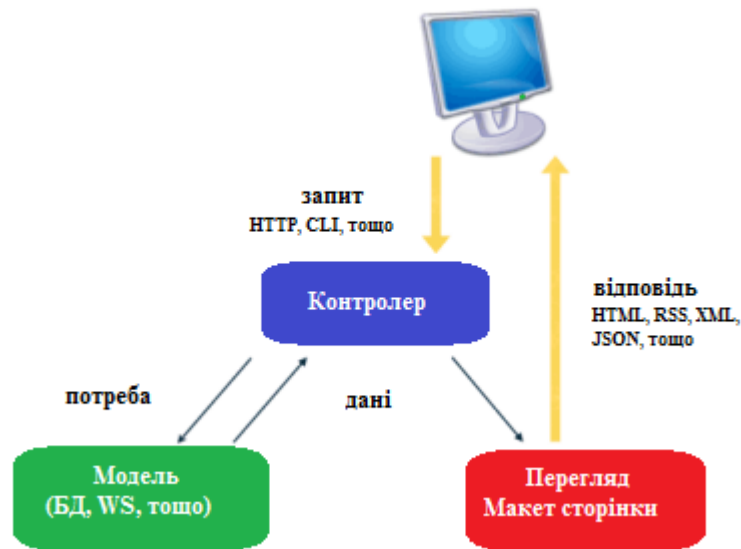 запит
HTTP, CLI, тощо
Контролер
відповідь
HTML, RSS, XML,
JSON, тощо
потреба
дані
Модель
(БД, WS, тощо)
Перегляд
Макет сторінки